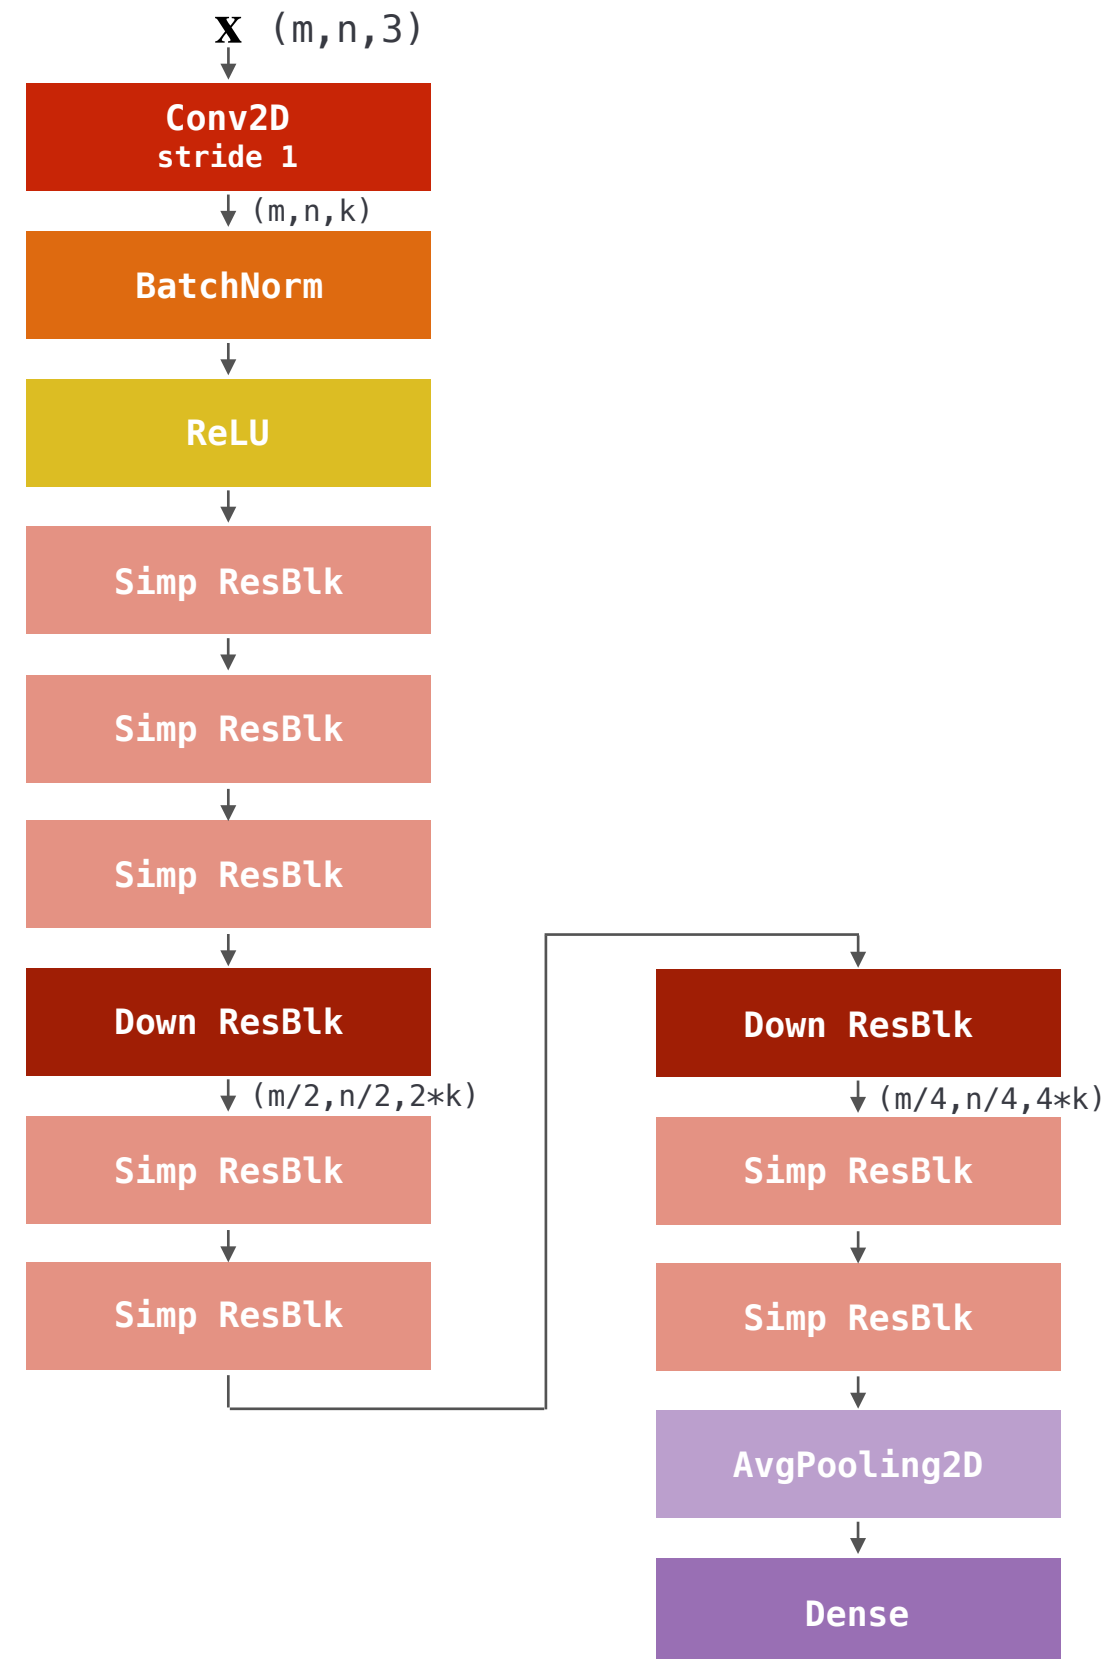 x (m,n,3)
Conv2D
stride 1
(m,n,k)
BatchNorm
ReLU
Simp ResBlk
Simp ResBlk
Simp ResBlk
Down ResBlk
(m/2,n/2,2*k)
Simp ResBlk
Simp ResBlk
Down ResBlk
(m/4,n/4,4*k)
Simp ResBlk
Simp ResBlk
AvgPooling2D
Dense